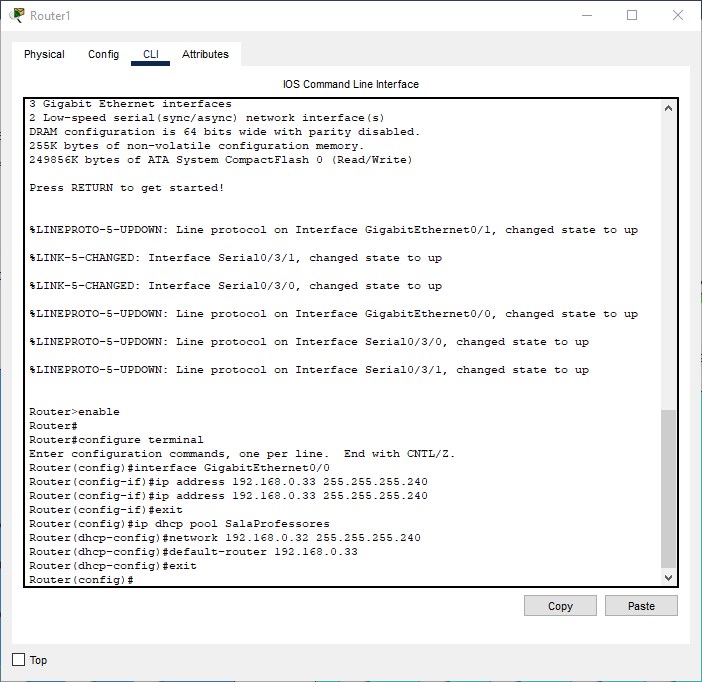 Router1
Physical Config CLI Attributes
IOS Command Line Interface
3 Gigabit Ethernet interfaces
2 Low-speed serial(sync/async) network interface(s)
DRAM configuration is 64 bits wide with parity disabled.
255K bytes of non-volatile configuration memory.
249856K bytes of ATA System CompactFlash 0 (Read/Write)
Press RETURN to get started!
%LINEPROTO-5-UPDOWN: Line protocol on Interface GigabitEthernet0/1, changed state to up
%LINK-5-CHANGED: Interface Serial0/3/1, changed state to up
%LINK-5-CHANGED: Interface Serial0/3/0, changed state to up
%LINEPROTO-5-UPDOWN: Line protocol on Interface GigabitEthernet0/0, changed state to up
%LINEPROTO-5-UPDOWN: Line protocol on Interface Serial0/3/0, changed state to up
%LINEPROTO-5-UPDOWN: Line protocol on Interface Serial0/3/1, changed state to up
Router>enable
Router#
Router#configure terminal
Enter configuration commands, one per line.  End with CNTL/Z.
Router(config)#interface GigabitEthernet0/0
Router(config-if)#ip address 192.168.0.33 255.255.255.240
Router(config-if)#ip address 192.168.0.33 255.255.255.240
Router(config-if)#exit
Router(config)#ip dhcp pool SalaProfessores
Router(dhcp-config)#network 192.168.0.32 255.255.255.240
Router(dhcp-config)#default-router 192.168.0.33
Router(dhcp-config)#exit
Router(config)#
Copy Paste
Top